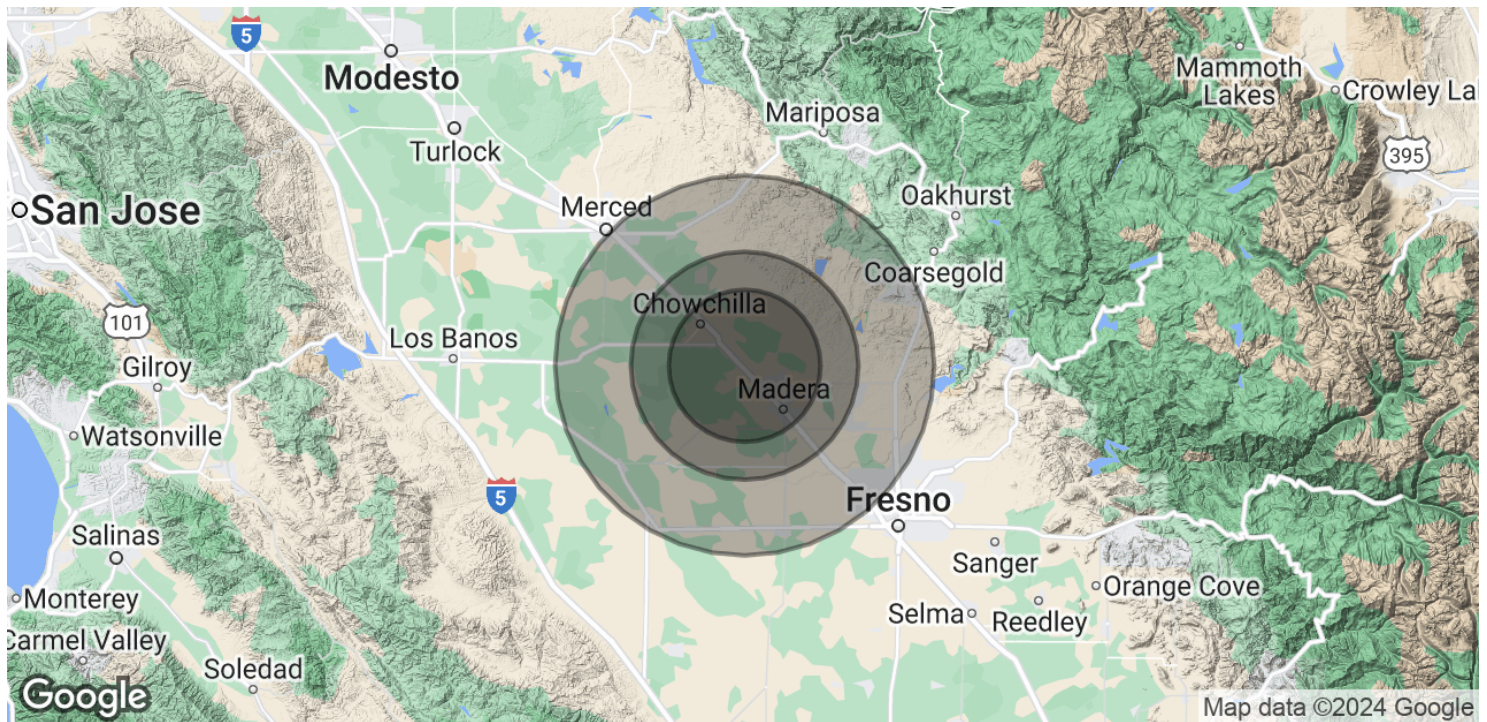 5
Modesto
Mammoth
Lakes
Crowley La
Mariposa
Turlock
395
Oakhurst
San Jose
Merced
Coarsegold
Chowchilla
101
Los Banos
Gilroy
Madera
Watsonville
5
Fresno
Salinas
Sanger
Orange Cove
Monterey
Selma
Reedley
Carmel Valley
Soledad
Google
Map data ©2024 Google